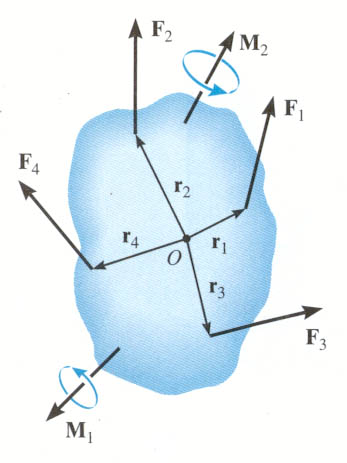 F₂
M₂
F₁
F₄
r₂
r₄
r₁
O
r₃
F₃
M₁